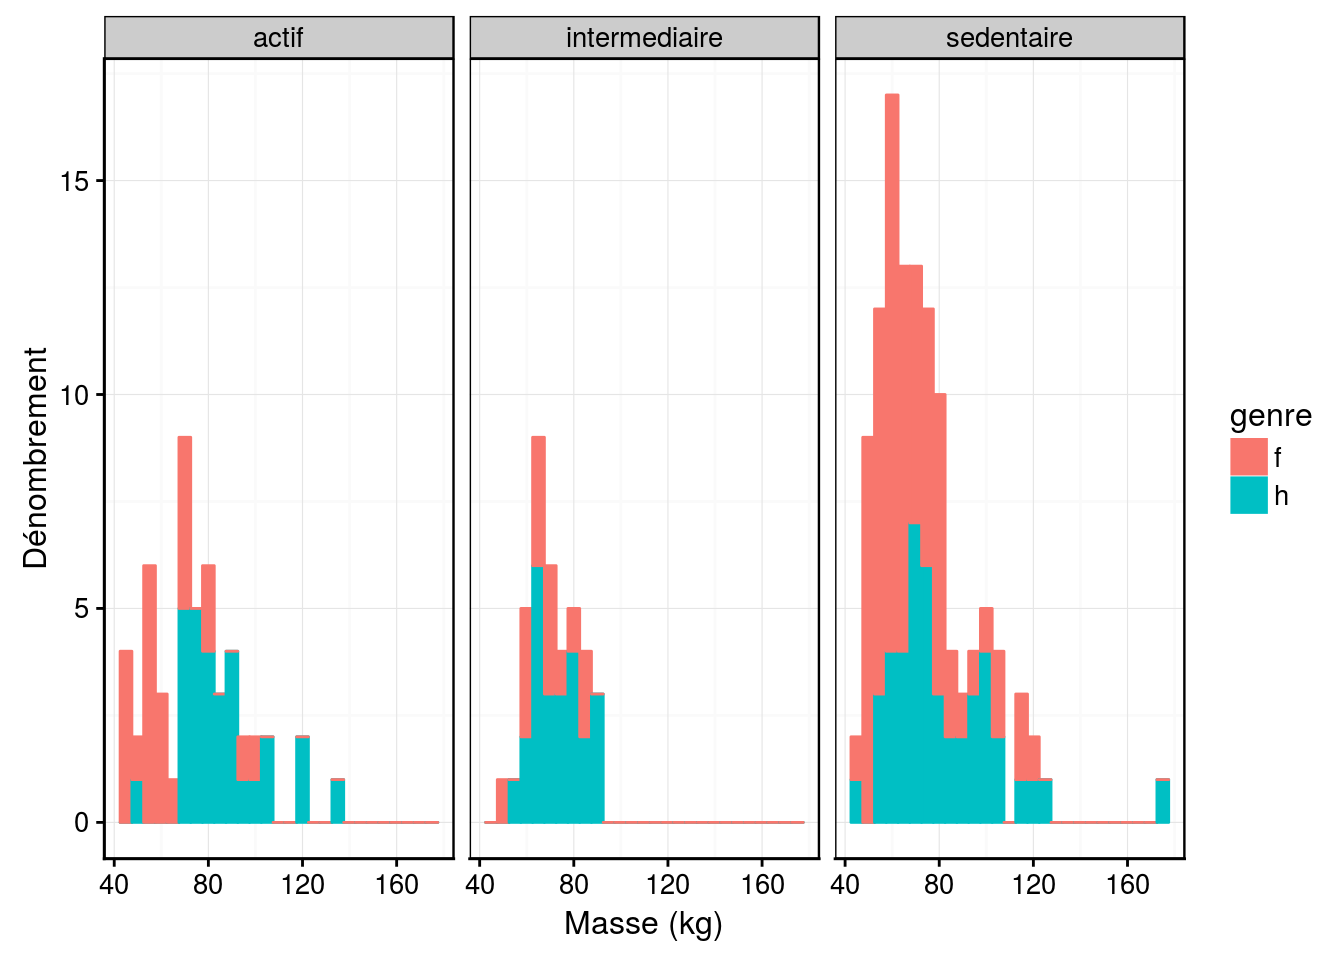 actif intermediaire sedentaire
15
10
5
0
Dénombrement
40 80 120 160 40 80 120 160 40 80 120 160
Masse (kg)
genre
f
h